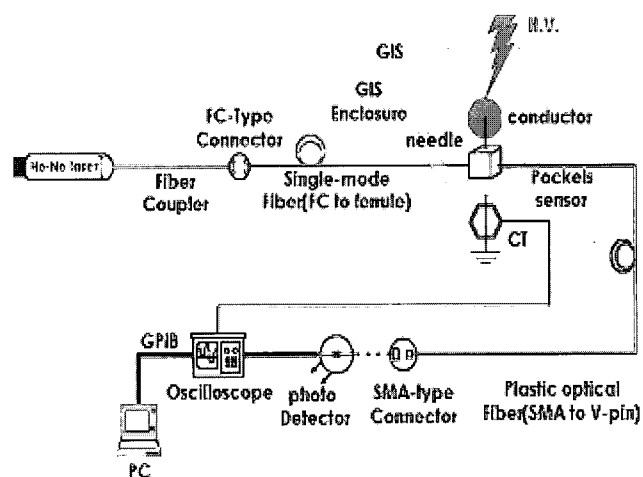 H.V.
GIS
GIS
Enclosure
FC-Type
Connector
conductor
needle
He-Ne laser
Fiber
Coupler
Single-mode
Fiber(FC to ferrule)
Pockels
sensor
CT
GPIB
Oscilloscope
photo
Detector
SMA-type
Connector
Plastic optical
Fiber(SMA to V-pin)
PC